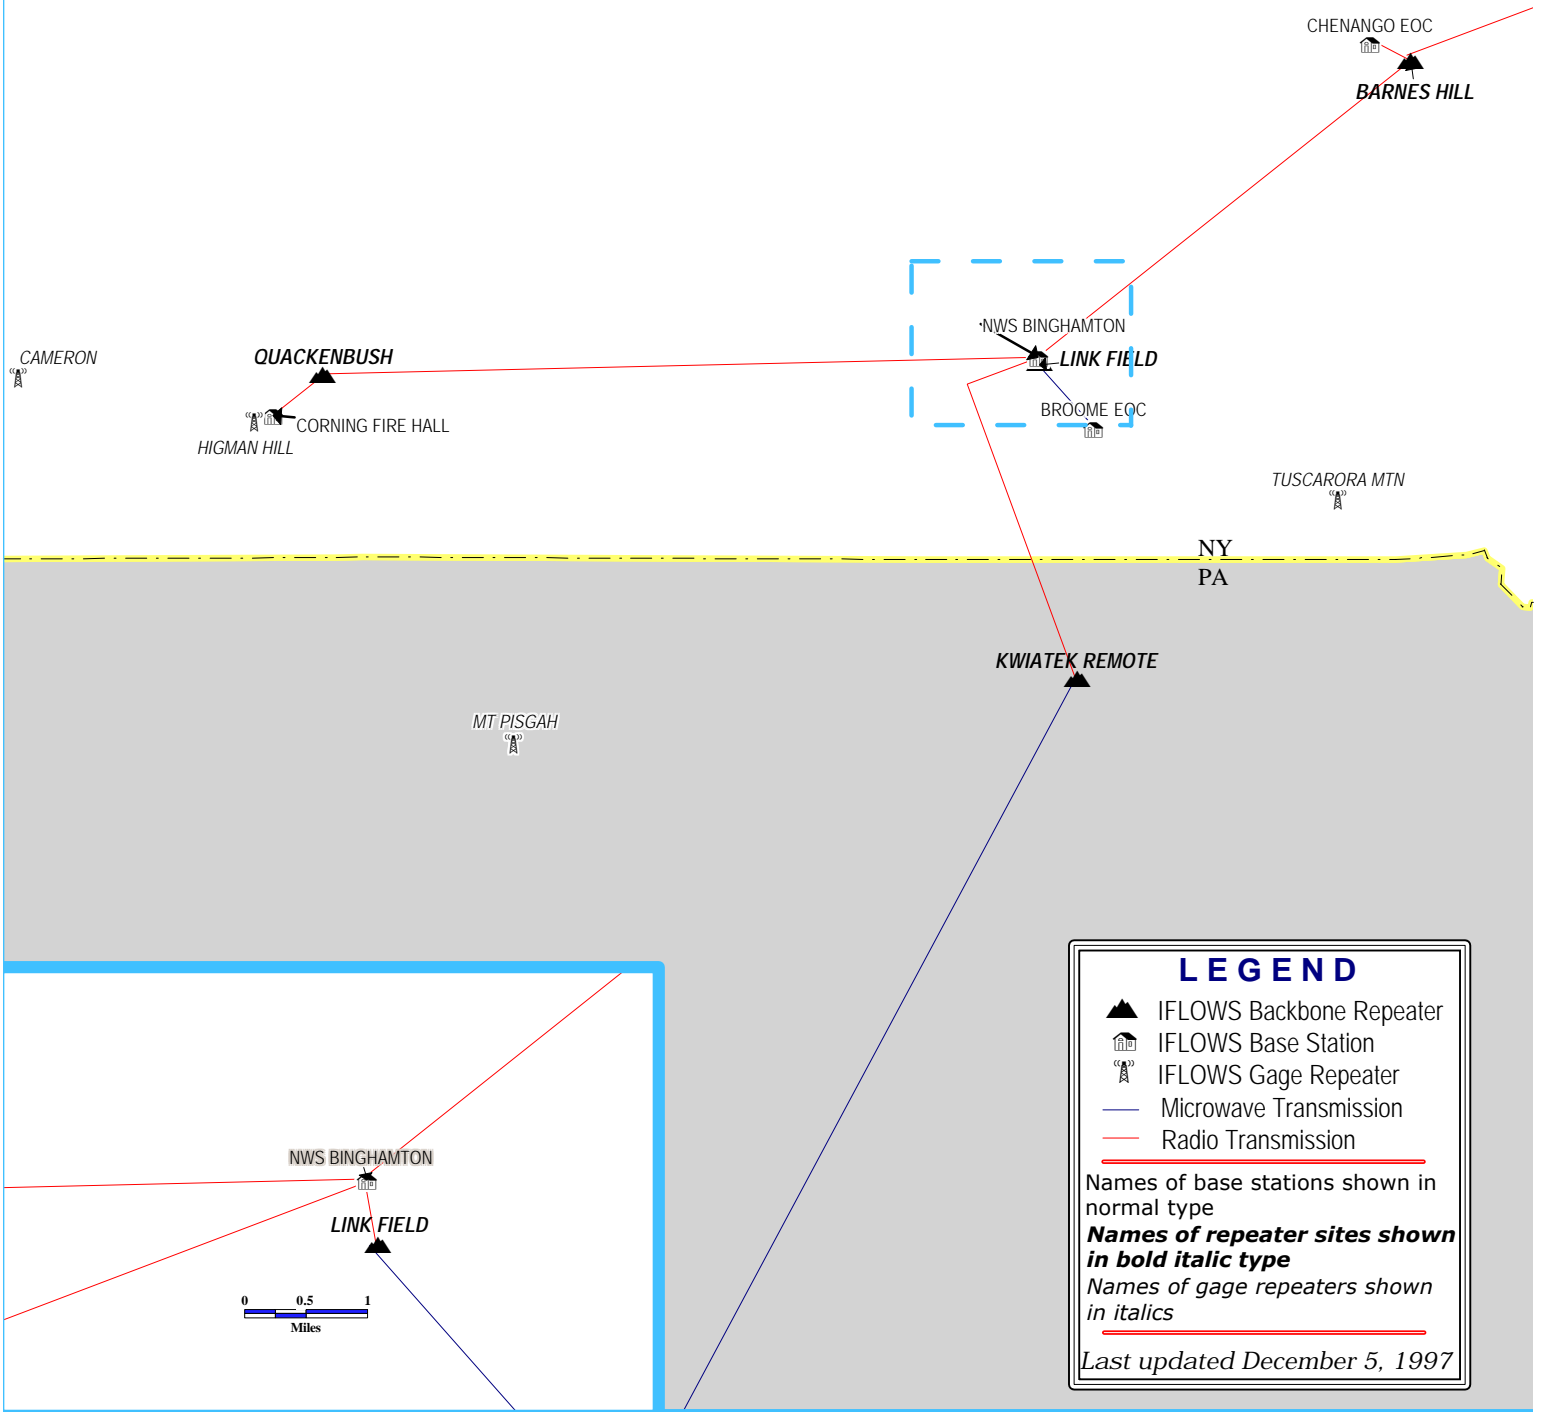 CHENANGO EOC
BARNES HILL
NWS BINGHAMTON
CAMERON
QUACKENBUSH
LINK FIELD
BROOME EOC
CORNING FIRE HALL
HIGMAN HILL
TUSCARORA MTN
NY
PA
KWIATEK REMOTE
MT PISGAH
LEGEND
IFLOWS Backbone Repeater
IFLOWS Base Station
IFLOWS Gage Repeater
Microwave Transmission
Radio Transmission
Names of base stations shown in
normal type
Names of repeater sites shown
in bold italic type
Names of gage repeaters shown
in italics
Last updated December 5, 1997
NWS BINGHAMTON
LINK FIELD
0 0.5 1
Miles